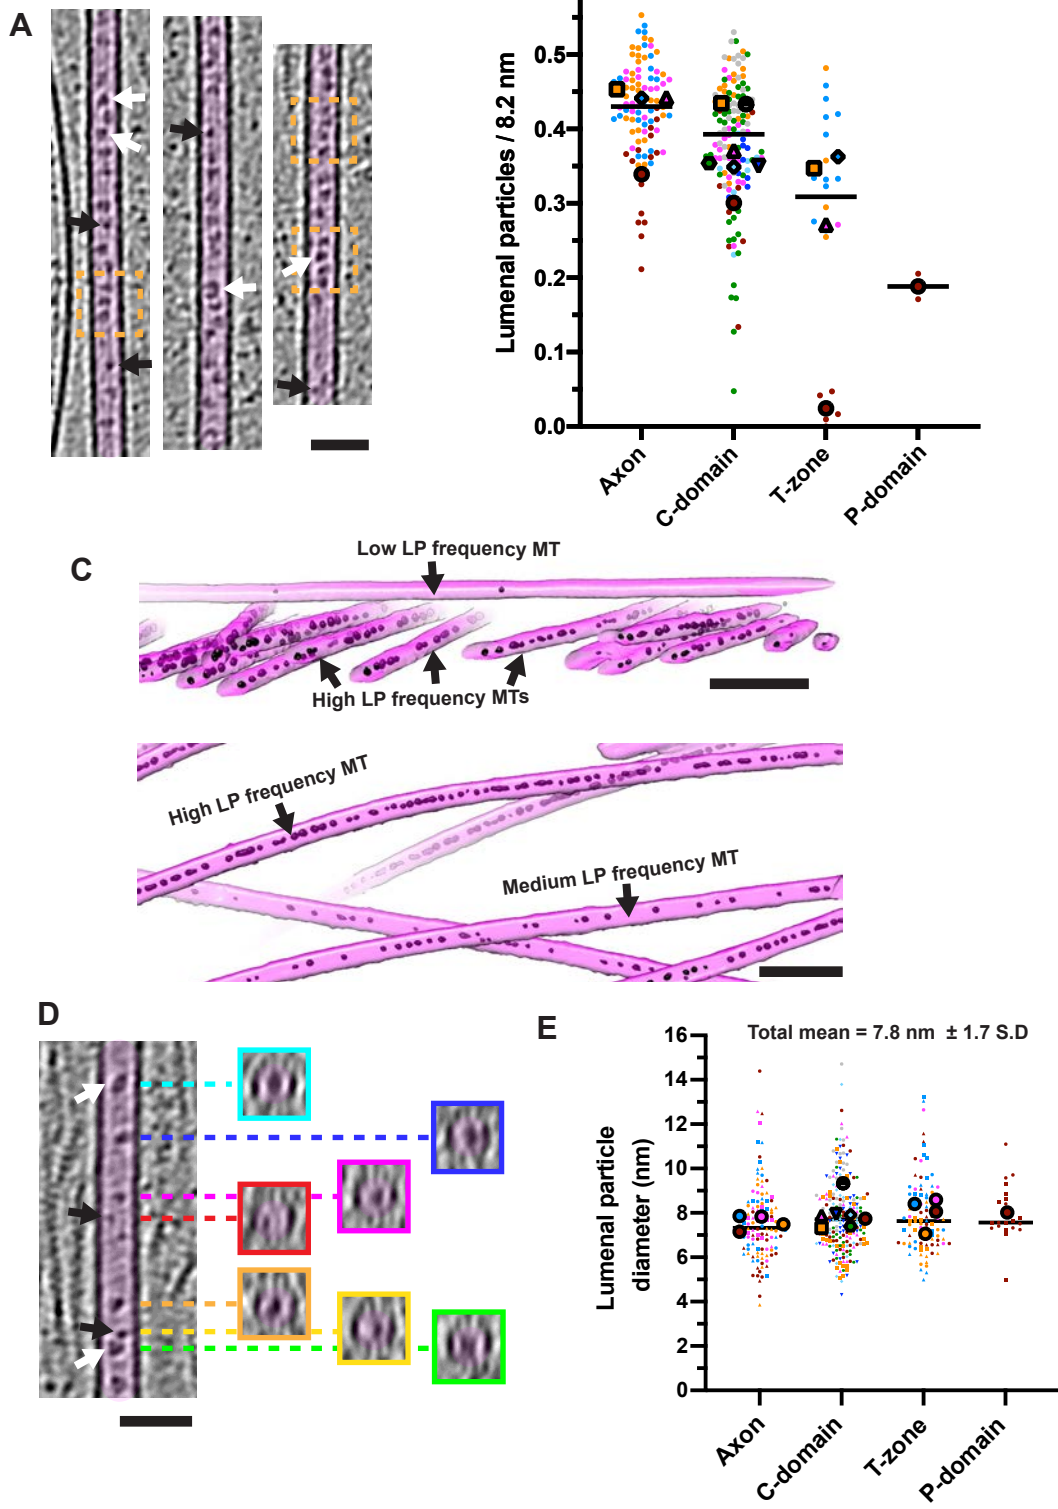 A
Lumenal particles / 8.2 nm
0.5
0.4
0.3
0.2
0.1
0.0
Axon
C-domain
T-zone
P-domain
C
Low LP frequency MT
High LP frequency MTs
High LP frequency MT
Medium LP frequency MT
D
E
Total mean = 7.8 nm ± 1.7 S.D
Lumenal particle
diameter (nm)
16
14
12
10
8
6
4
2
0
Axon
C-domain
T-zone
P-domain